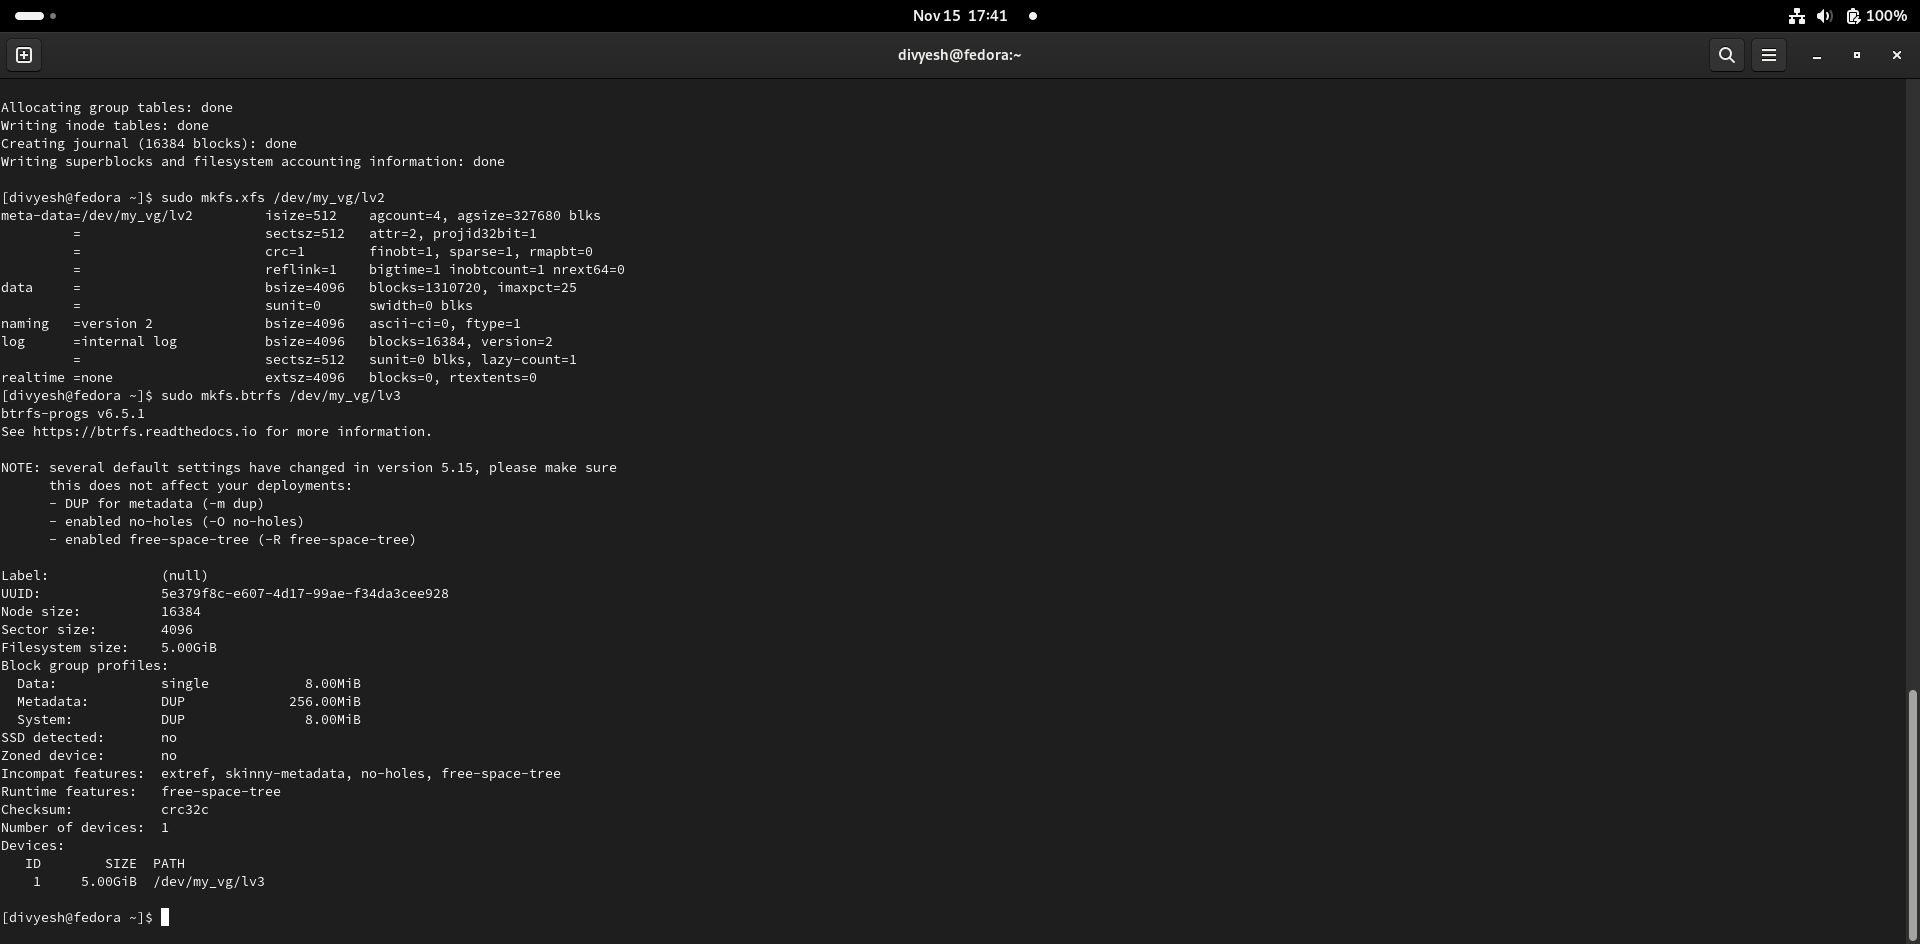 Nov 15 17:41
100%
divyesh@fedora:~
Allocating group tables: done
Writing inode tables: done
Creating journal (16384 blocks): done
Writing superblocks and filesystem accounting information: done
[divyesh@fedora ~]$ sudo mkfs.xfs /dev/my_vg/lv2
meta-data=/dev/my_vg/lv2         isize=512    agcount=4, agsize=327680 blks
         =                       sectsz=512   attr=2, projid32bit=1
         =                       crc=1        finobt=1, sparse=1, rmapbt=0
         =                       reflink=1    bigtime=1 inobtcount=1 nrext64=0
data     =                       bsize=4096   blocks=1310720, imaxpct=25
         =                       sunit=0      swidth=0 blks
naming   =version 2              bsize=4096   ascii-ci=0, ftype=1
log      =internal log           bsize=4096   blocks=16384, version=2
         =                       sectsz=512   sunit=0 blks, lazy-count=1
realtime =none                   extsz=4096   blocks=0, rtextents=0
[divyesh@fedora ~]$ sudo mkfs.btrfs /dev/my_vg/lv3
btrfs-progs v6.5.1
See https://btrfs.readthedocs.io for more information.
NOTE: several default settings have changed in version 5.15, please make sure
      this does not affect your deployments:
      - DUP for metadata (-m dup)
      - enabled no-holes (-O no-holes)
      - enabled free-space-tree (-R free-space-tree)
Label:              (null)
UUID:               5e379f8c-e607-4d17-99ae-f34da3cee928
Node size:          16384
Sector size:        4096
Filesystem size:    5.00GiB
Block group profiles:
  Data:             single            8.00MiB
  Metadata:         DUP             256.00MiB
  System:           DUP               8.00MiB
SSD detected:       no
Zoned device:       no
Incompat features:  extref, skinny-metadata, no-holes, free-space-tree
Runtime features:   free-space-tree
Checksum:           crc32c
Number of devices:  1
Devices:
   ID        SIZE  PATH
    1     5.00GiB  /dev/my_vg/lv3
[divyesh@fedora ~]$